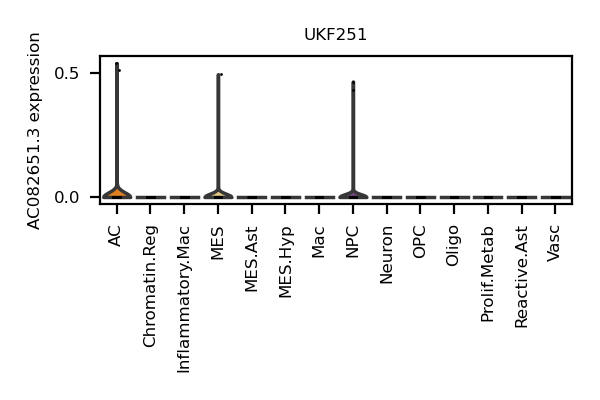 UKF251
AC082651.3 expression
0.5
0.0
AC
Chromatin.Reg
Inflammatory.Mac
MES
MES.Ast
MES.Hyp
Mac
NPC
Neuron
OPC
Oligo
Prolif.Metab
Reactive.Ast
Vasc